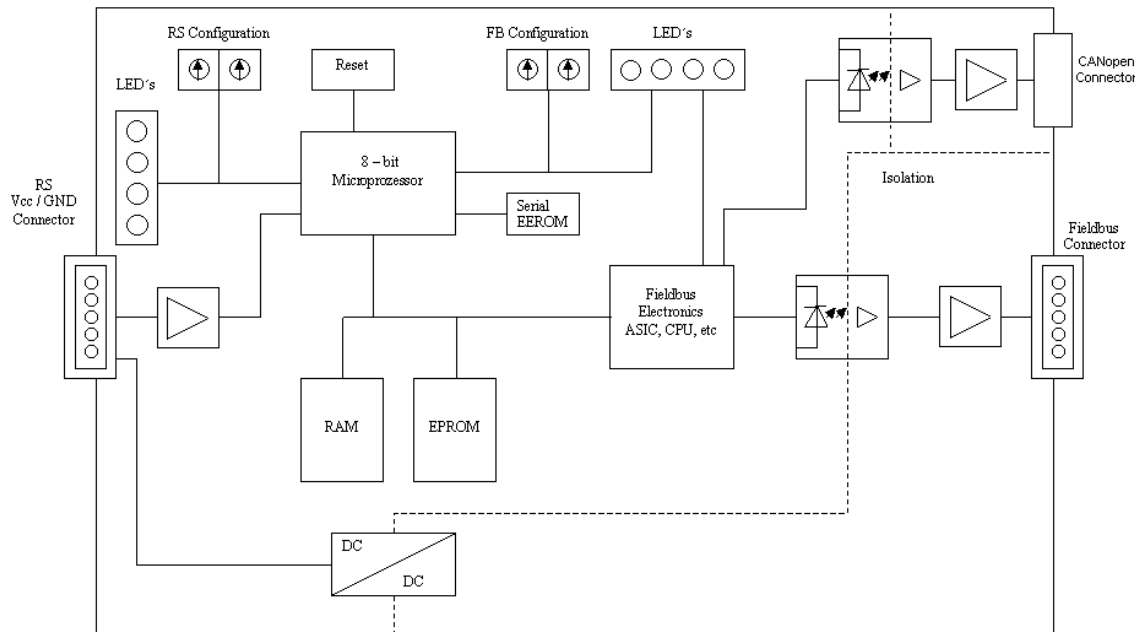 RS Configuration
FB Configuration
LED´s
Reset
CANopen
Connector
LED´s
8 – bit
Microprozessor
Isolation
RS
Vcc / GND
Connector
Serial
EEROM
Fieldbus
Connector
Fieldbus
Electronics
ASIC, CPU, etc
RAM
EPROM
DC
DC